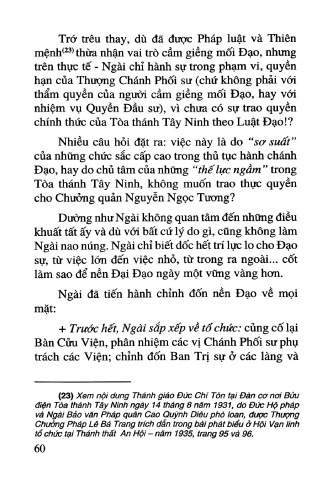 Trớ trêu thay, dù đã được Pháp luật và Thiên
mệnh(23) thừa nhận vai trò cầm giềng mối Đạo, nhưng
trên thực tế - Ngài chỉ hành sự trong phạm vi, quyền
hạn của Thượng Chánh Phối sư (chứ không phải với
thẩm quyền của người cầm giềng mối Đạo, hay với
nhiệm vụ Quyền Đầu sư), vì chưa có sự trao quyền
chính thức của Tòa thánh Tây Ninh theo Luật Đạo!?
Nhiều câu hỏi đặt ra: việc này là do “sơ suất”
của những chức sắc cấp cao trong thủ tục hành chánh
Đạo, hay do chủ tâm của những “thế lực ngầm” trong
Tòa thánh Tây Ninh, không muốn trao thực quyền
cho Chưởng quản Nguyễn Ngọc Tương?
Dường như Ngài không quan tâm đến những điều
khuất tất ấy và dù với bất cứ lý do gì, cũng không làm
Ngài nao núng. Ngài chỉ biết dốc hết trí lực lo cho Đạo
sự, từ việc lớn đến việc nhỏ, từ trong ra ngoài... cốt
làm sao để nền Đại Đạo ngày một vững vàng hơn.
Ngài đã tiến hành chỉnh đốn nền Đạo về mọi
mặt:
+ Trước hết, Ngài sắp xếp về tổ chức: củng cố lại
Bàn Cửu Viện, phân nhiệm các vị Chánh Phối sư phụ
trách các Viện; chỉnh đốn Ban Trị sự ở các làng và
(23) Xem nội dung Thánh giáo Đức Chí Tôn tại Đàn cơ nơi Bửu
điện Tòa thánh Tây Ninh ngày 14 tháng 8 năm 1931, do Đức Hộ pháp
và Ngài Bảo văn Pháp quân Cao Quỳnh Diêu phò loan, được Thượng
Chưởng Pháp Lê Bá Trang trích dẫn trong bài phát biểu ở Hội Vạn linh
tổ chức tại Thánh thất An Hội – năm 1935, trang 95 và 96.
60